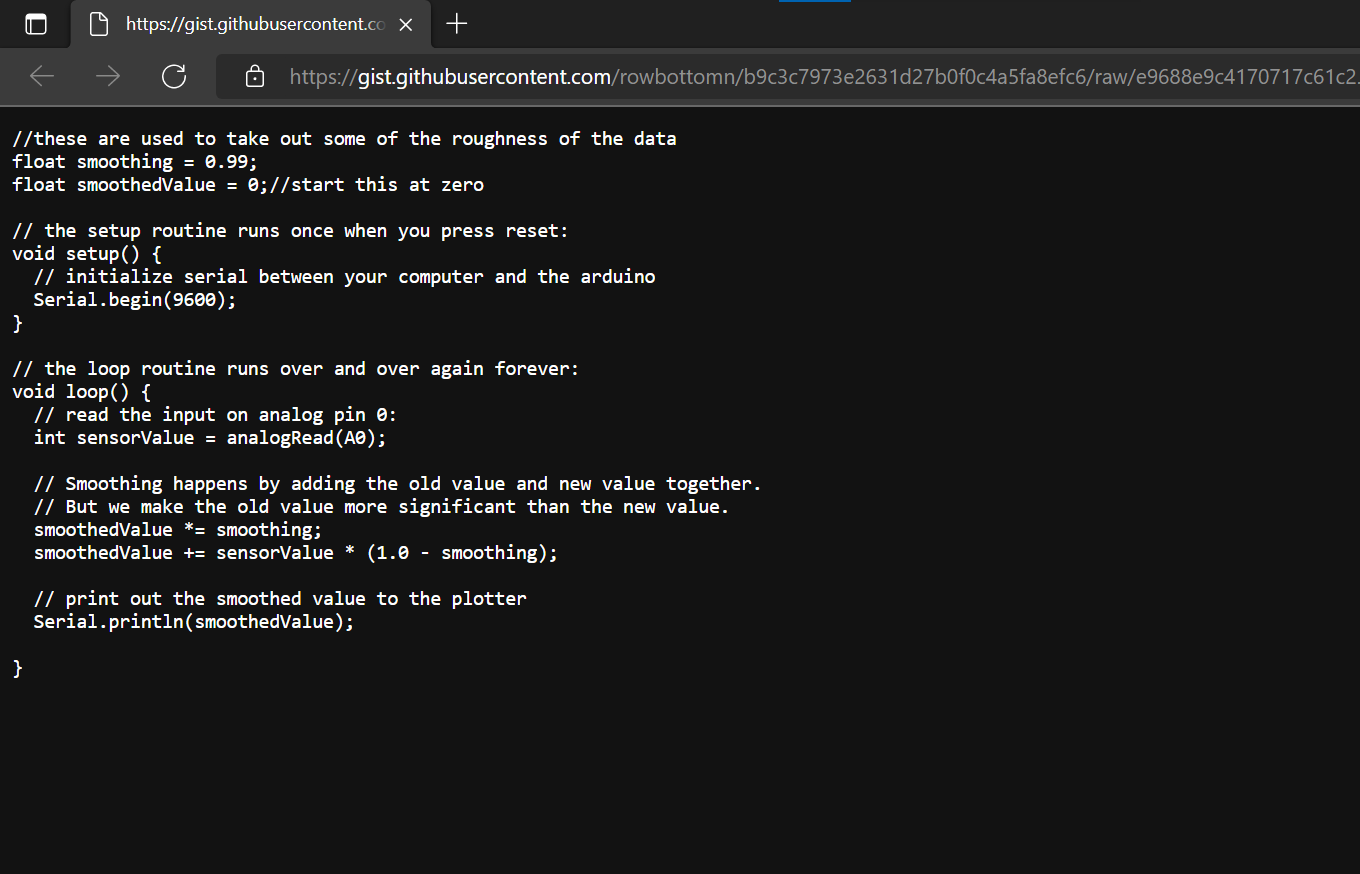 https://gist.githubusercontent.co
https://gist.githubusercontent.com/rowbottomn/b9c3c7973e2631d27b0f0c4a5fa8efc6/raw/e9688e9c4170717c61c2.
//these are used to take out some of the roughness of the data
float smoothing = 0.99;
float smoothedValue = 0;//start this at zero
// the setup routine runs once when you press reset:
void setup() {
  // initialize serial between your computer and the arduino
  Serial.begin(9600);
}
// the loop routine runs over and over again forever:
void loop() {
  // read the input on analog pin 0:
  int sensorValue = analogRead(A0);
  // Smoothing happens by adding the old value and new value together.
  // But we make the old value more significant than the new value.
  smoothedValue *= smoothing;
  smoothedValue += sensorValue * (1.0 - smoothing);
  // print out the smoothed value to the plotter
  Serial.println(smoothedValue);
}